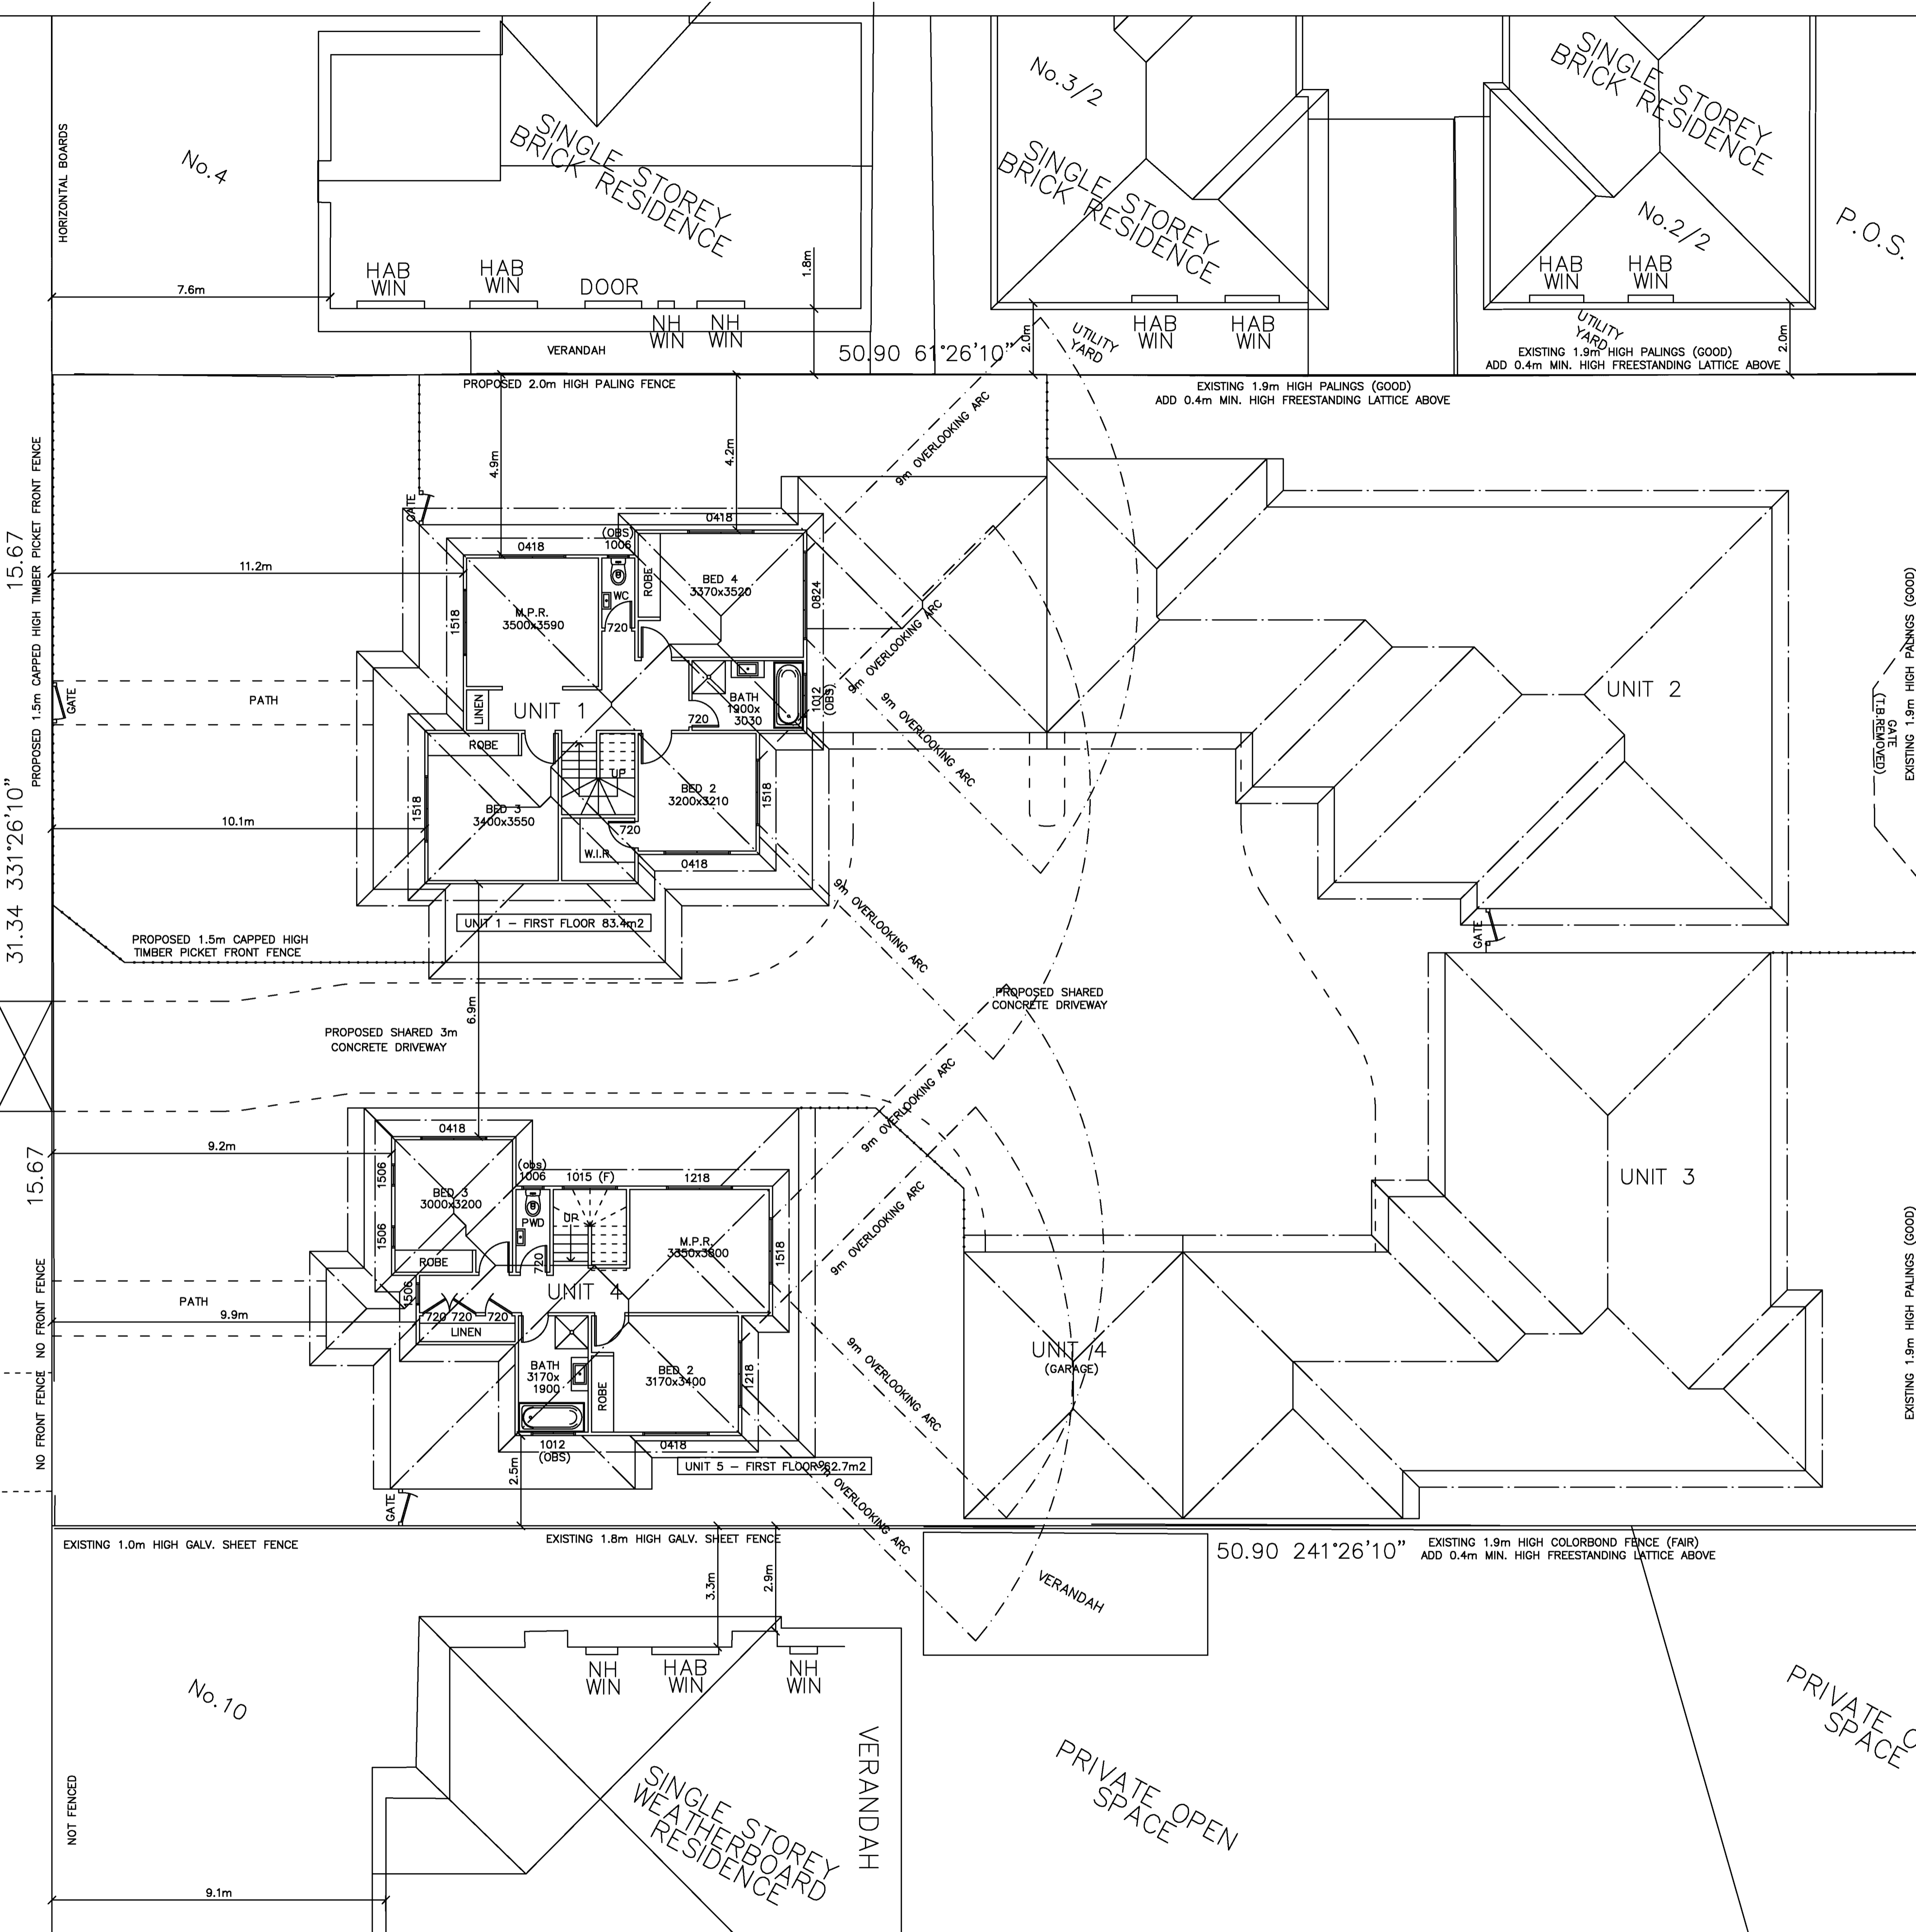 HORIZONTAL BOARDS
No.4
SINGLE STOREY
BRICK RESIDENCE
No.3/2
SINGLE STOREY
BRICK RESIDENCE
SINGLE STOREY
BRICK RESIDENCE
No.2/2
P.O.S.
7.6m
HAB
WIN
HAB
WIN
DOOR
NH
WIN
NH
WIN
1.8m
VERANDAH
50.90 61°26'10"
2.0m
UTILITY
YARD
HAB
WIN
HAB
WIN
HAB
WIN
HAB
WIN
UTILITY
YARD
2.0m
EXISTING 1.9m HIGH PALINGS (GOOD)
ADD 0.4m MIN. HIGH FREESTANDING LATTICE ABOVE
PROPOSED 2.0m HIGH PALING FENCE
EXISTING 1.9m HIGH PALINGS (GOOD)
ADD 0.4m MIN. HIGH FREESTANDING LATTICE ABOVE
15.67
PROPOSED 1.5m CAPPED HIGH TIMBER PICKET FRONT FENCE
31.34 331°26'10"
4.9m
4.2m
9m OVERLOOKING ARC
GATE
11.2m
0418
(OBS)
1006
0418
ROBE
BED 4
3370x3520
0824
WC
720
M.P.R.
3500x3590
1518
9m OVERLOOKING ARC
9m OVERLOOKING ARC
PATH
GATE
LINEN
UNIT 1
720
BATH
1900x
3030
1012
(OBS)
ROBE
UP
BED 2
3200x3210
1518
BED 3
3400x3550
1518
10.1m
W.I.R.
720
0418
UNIT 1 - FIRST FLOOR 83.4m2
9m OVERLOOKING ARC
PROPOSED 1.5m CAPPED HIGH
TIMBER PICKET FRONT FENCE
6.9m
UNIT 2
GATE
GATE
(T.B.REMOVED)
EXISTING 1.9m HIGH PALINGS (GOOD)
PROPOSED SHARED
CONCRETE DRIVEWAY
PROPOSED SHARED 3m
CONCRETE DRIVEWAY
9m OVERLOOKING ARC
15.67
9.2m
0418
1506
1506
BED 3
3000x3200
(obs)
1006
1015 (F)
1218
PWD
UP
720
M.P.R.
3350x3800
1518
9m OVERLOOKING ARC
UNIT 3
ROBE
UNIT 4
1506
720
720
720
LINEN
PATH
9.9m
NO FRONT FENCE
NO FRONT FENCE
BATH
3170x
1900
ROBE
BED 2
3170x3400
1218
9m OVERLOOKING ARC
UNIT 4
(GARAGE)
EXISTING 1.9m HIGH PALINGS (GOOD)
1012
(OBS)
0418
UNIT 5 - FIRST FLOOR 62.7m2
2.5m
9m OVERLOOKING ARC
GATE
EXISTING 1.0m HIGH GALV. SHEET FENCE
EXISTING 1.8m HIGH GALV. SHEET FENCE
50.90 241°26'10"
EXISTING 1.9m HIGH COLORBOND FENCE (FAIR)
ADD 0.4m MIN. HIGH FREESTANDING LATTICE ABOVE
3.3m
2.9m
VERANDAH
No.10
NH
WIN
HAB
WIN
NH
WIN
VERANDAH
PRIVATE OPEN
SPACE
PRIVATE O
SPACE
SINGLE STOREY
WEATHERBOARD
RESIDENCE
NOT FENCED
9.1m